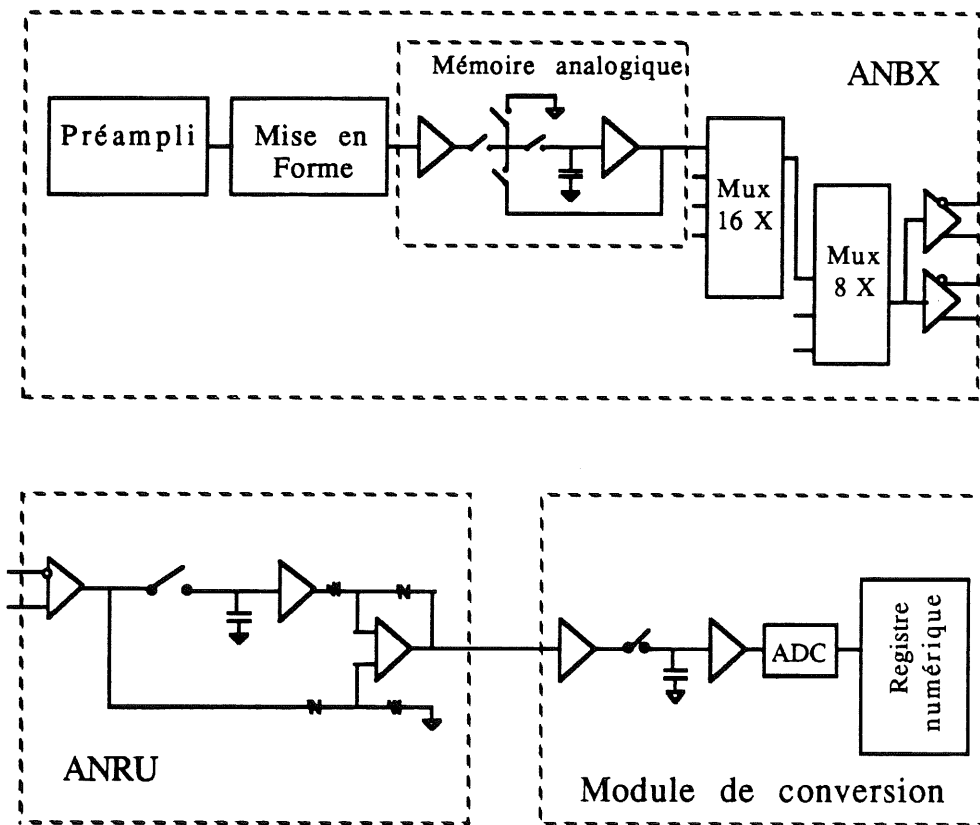 Mémoire analogique
ANBX
Préampli
Mise en
Forme
Mux
16 X
Mux
8 X
ANRU
ADC
Registre
numérique
Module de conversion